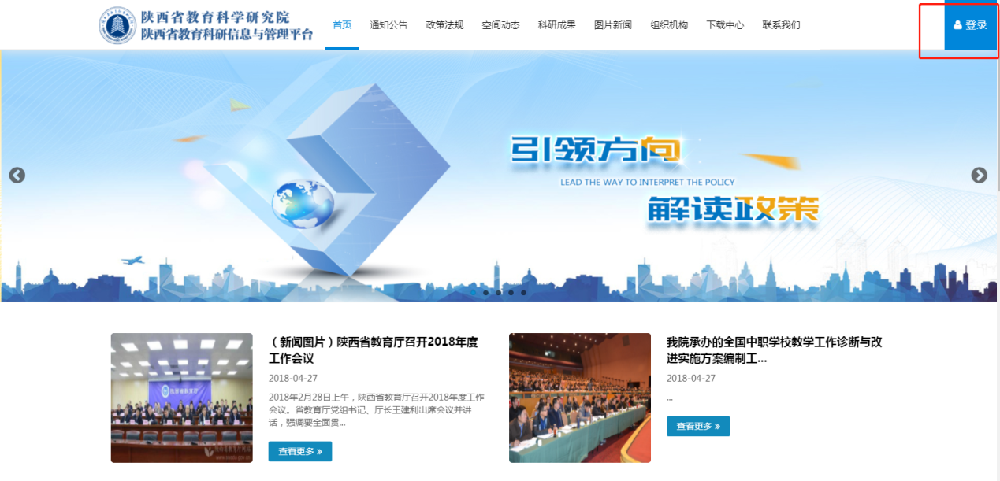 陕西省教育科学研究院
陕西省教育科研信息与管理平台
首页 通知公告 政策法规 空间动态 科研成果 图片新闻 组织机构 下载中心 联系我们
登录
引领方向
LEAD THE WAY TO INTERPRET THE POLICY
解读政策
（新闻图片）陕西省教育厅召开2018年度
工作会议
2018-04-27
2018年2月28日上午，陕西省教育厅召开2018年度工作
会议。省教育厅党组书记、厅长王建利出席会议并讲
话，强调要全面贯...
查看更多 »
陕西省教育厅
我院承办的全国中职学校教学工作诊断与改
进实施方案编制工...
2018-04-27
...
查看更多 »